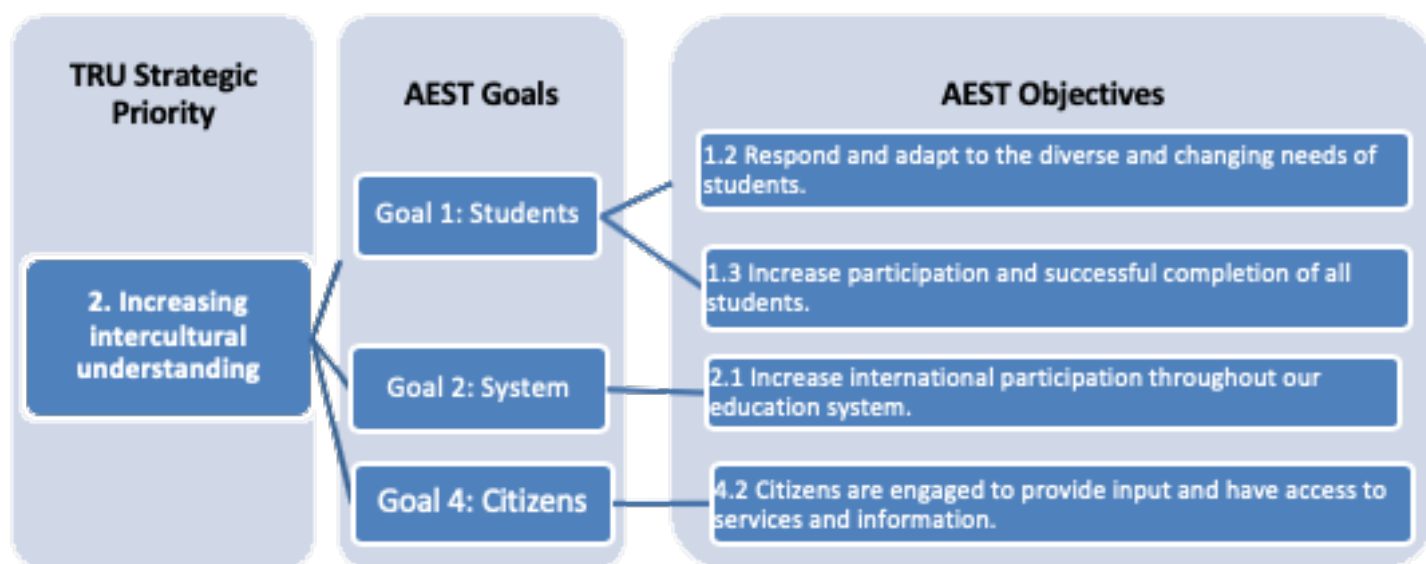 TRU Strategic
Priority
AEST Goals
AEST Objectives
2. Increasing
intercultural
understanding
Goal 1: Students
Goal 2: System
Goal 4: Citizens
1.2 Respond and adapt to the diverse and changing needs of
students.
1.3 Increase participation and successful completion of all
students.
2.1 Increase international participation throughout our
education system.
4.2 Citizens are engaged to provide input and have access to
services and information.